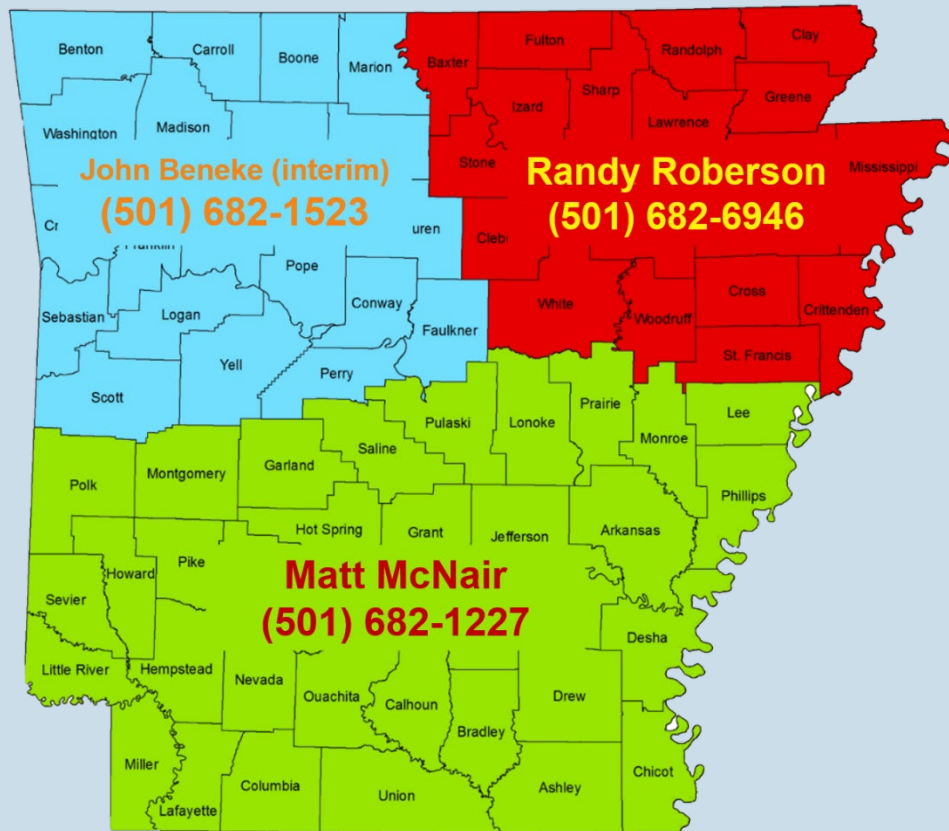 Benton
Carroll
Boone
Marion
Baxter
Fulton
Randolph
Clay
Izard
Sharp
Greene
Washington
Madison
Lawrence
Stone
Mississippi
John Beneke (interim)
(501) 682-1523
Randy Roberson
(501) 682-6946
Cr
uren
Cleb
Franklin
Pope
Sebastian
Logan
Conway
Faulkner
White
Woodruff
Cross
Crittenden
St. Francis
Scott
Yell
Perry
Pulaski
Lonoke
Prairie
Monroe
Lee
Polk
Montgomery
Garland
Saline
Phillips
Hot Spring
Grant
Jefferson
Arkansas
Pike
Howard
Sevier
Matt McNair
(501) 682-1227
Desha
Little River
Hempstead
Nevada
Ouachita
Calhoun
Bradley
Drew
Miller
Lafayette
Columbia
Union
Ashley
Chicot